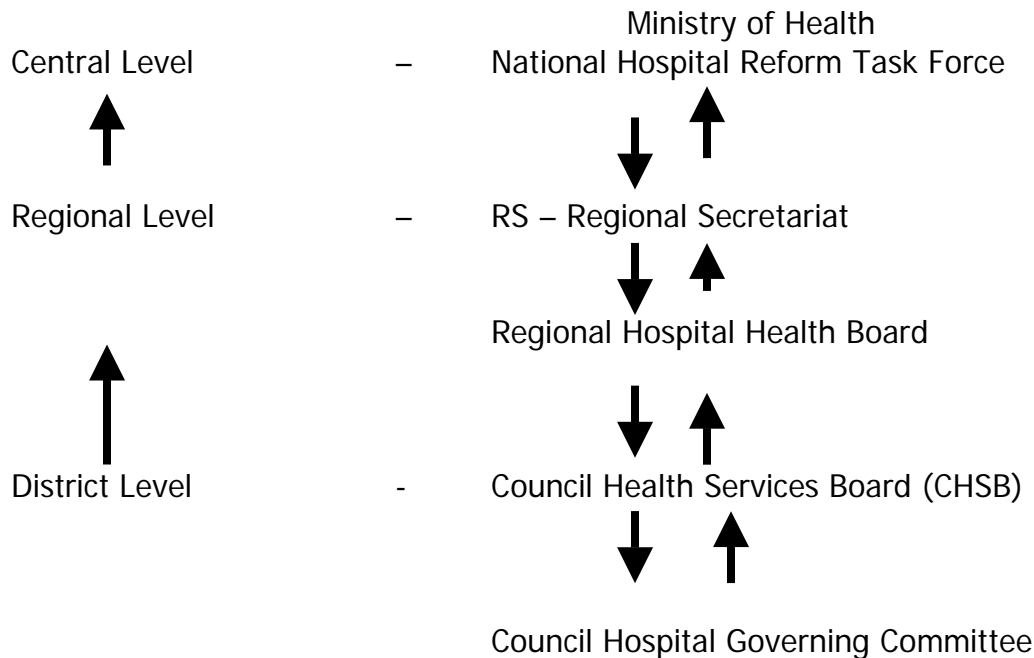 Ministry of Health
Central Level – National Hospital Reform Task Force
Regional Level – RS – Regional Secretariat
Regional Hospital Health Board
District Level - Council Health Services Board (CHSB)
Council Hospital Governing Committee